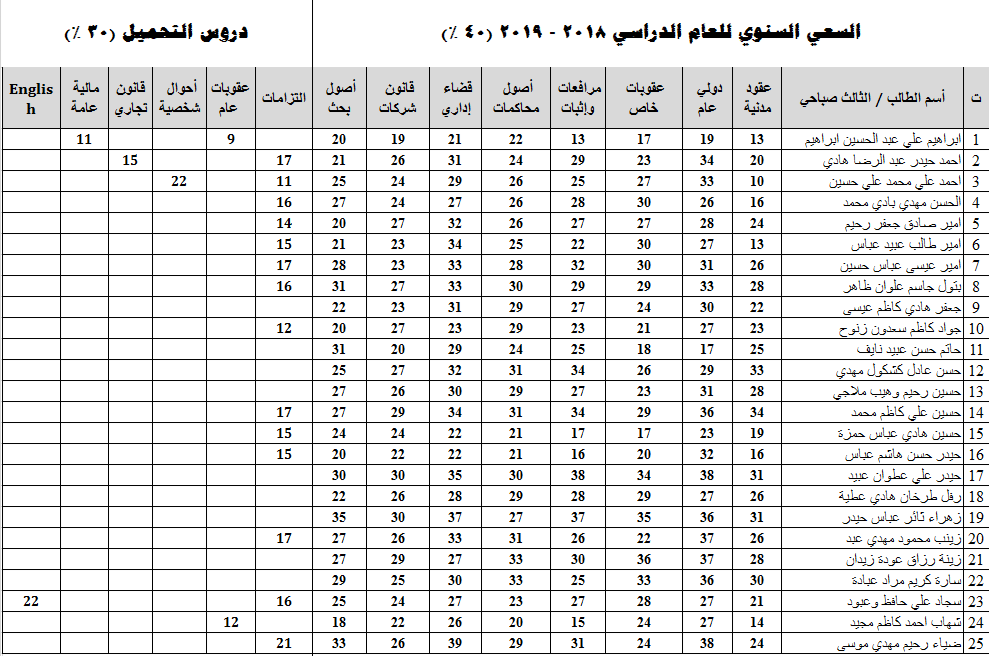 السعي السنوي للعام الدراسي ٢٠١٨ - ٢٠١٩ (٤٠ ٪) دروس التحميل (٣٠ ٪)
ت أسم الطالب / الثالث صباحي عقود مدنية دولي عام عقوبات خاص مرافعات وإثبات أصول محاكمات قضاء إداري قانون شركات أصول بحث التزامات عقوبات عام أحوال شخصية قانون تجاري مالية عامة English
1 ابراهيم علي عبد الحسين ابراهيم 13 19 17 13 22 21 19 20 9 11
2 احمد حيدر عبد الرضا هادي 20 34 23 29 24 31 26 21 17 15
3 احمد علي محمد علي حسين 10 33 27 25 26 29 24 25 11 22
4 الحسن مهدي بادي محمد 16 26 30 28 26 27 24 27 16
5 امير صادق جعفر رحيم 24 28 27 27 26 32 27 20 14
6 امير طالب عبيد عباس 13 27 30 22 25 34 23 21 15
7 امير عيسى عباس حسين 26 31 30 32 28 33 23 28 17
8 بتول جاسم علوان ظاهر 28 33 29 29 30 33 27 31 16
9 جعفر هادي كاظم عيسى 22 30 24 27 29 31 23 22
10 جواد كاظم سعدون زنوح 23 27 21 23 29 23 27 20 12
11 حاتم حسن عبيد نايف 25 17 18 25 24 29 20 31
12 حسن عادل كشكول مهدي 33 29 26 34 31 32 27 25
13 حسين رحيم وهيب ملاجي 28 31 23 27 29 30 26 27
14 حسين علي كاظم محمد 34 36 29 34 31 34 29 27 17
15 حسين هادي عباس حمزة 19 23 17 17 21 22 24 24 15
16 حيدر حسن هاشم عباس 16 32 20 16 21 22 22 20 15
17 حيدر علي عطوان عبيد 31 38 34 38 30 35 30 30
18 رفل طرخان هادي عطية 26 27 29 28 29 28 26 22
19 زهراء ثائر عباس حيدر 31 36 35 37 27 37 30 35
20 زينب محمود مهدي عبد 26 37 22 26 31 33 26 27 17
21 زينة رزاق عودة زيدان 28 37 36 30 33 27 29 27
22 سارة كريم مراد عبادة 30 36 33 25 33 30 25 29
23 سجاد علي حافظ وعبود 21 27 28 27 23 27 24 25 16 22
24 شهاب احمد كاظم مجيد 14 27 24 15 20 26 22 18 12
25 ضياء رحيم مهدي موسى 24 38 24 31 29 39 26 33 21